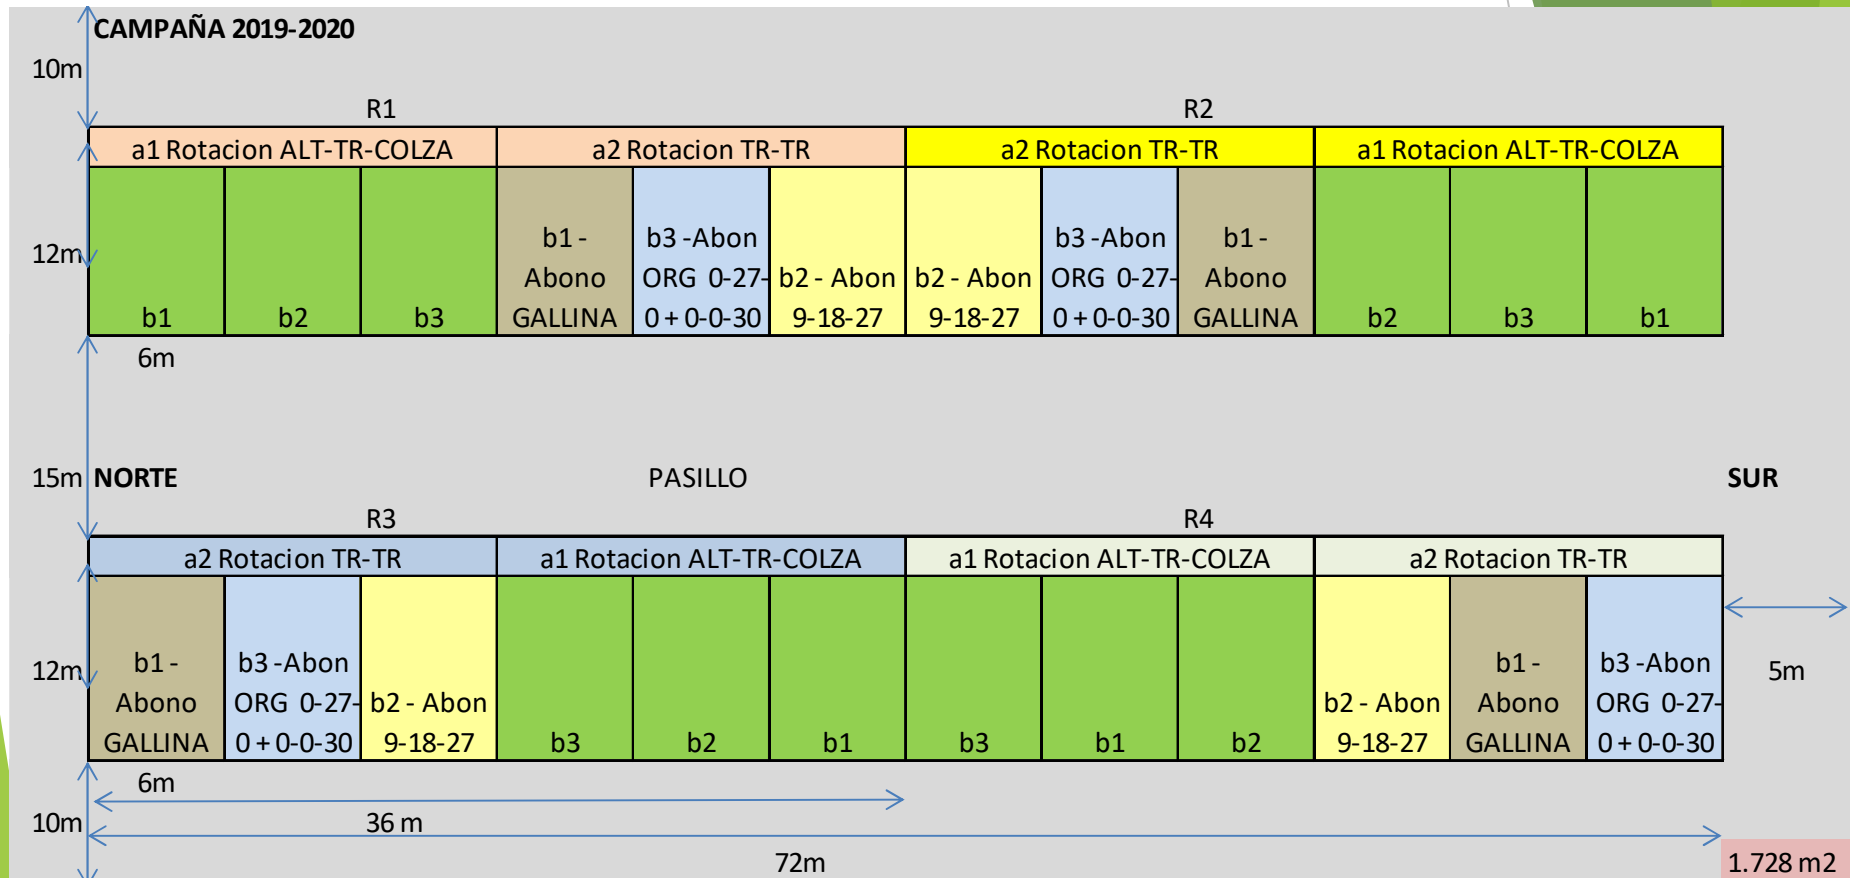 CAMPAÑA 2019-2020
10m
R1
R2
a1 Rotacion ALT-TR-COLZA
a2 Rotacion TR-TR
a2 Rotacion TR-TR
a1 Rotacion ALT-TR-COLZA
12m
b1
b2
b3
b1 -
Abono
GALLINA
b3 -Abon
ORG 0-27-
0 + 0-0-30
b2 - Abon
9-18-27
b2 - Abon
9-18-27
b3 -Abon
ORG 0-27-
0 + 0-0-30
b1 -
Abono
GALLINA
b2
b3
b1
6m
15m
NORTE
PASILLO
SUR
R3
R4
a2 Rotacion TR-TR
a1 Rotacion ALT-TR-COLZA
a1 Rotacion ALT-TR-COLZA
a2 Rotacion TR-TR
12m
b1 -
Abono
GALLINA
b3 -Abon
ORG 0-27-
0 + 0-0-30
b2 - Abon
9-18-27
b3
b2
b1
b3
b1
b2
b2 - Abon
9-18-27
b1 -
Abono
GALLINA
b3 -Abon
ORG 0-27-
0 + 0-0-30
5m
6m
10m
36 m
72m
1.728 m2